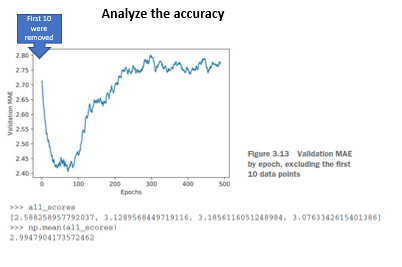 Analyze the accuracy
First 10
were
removed
2.80
2.75
2.70
2.65
2.60
2.55
2.50
2.45
2.40
Validation MAE
0
100
200
300
400
500
Epochs
Figure 3.13 Validation MAE
by epoch, excluding the first
10 data points
>>> all_scores
[2.588258957792037, 3.1289568449719116, 3.1856116051248984, 3.0763342615401386]
>>> np.mean(all_scores)
2.9947904173572462